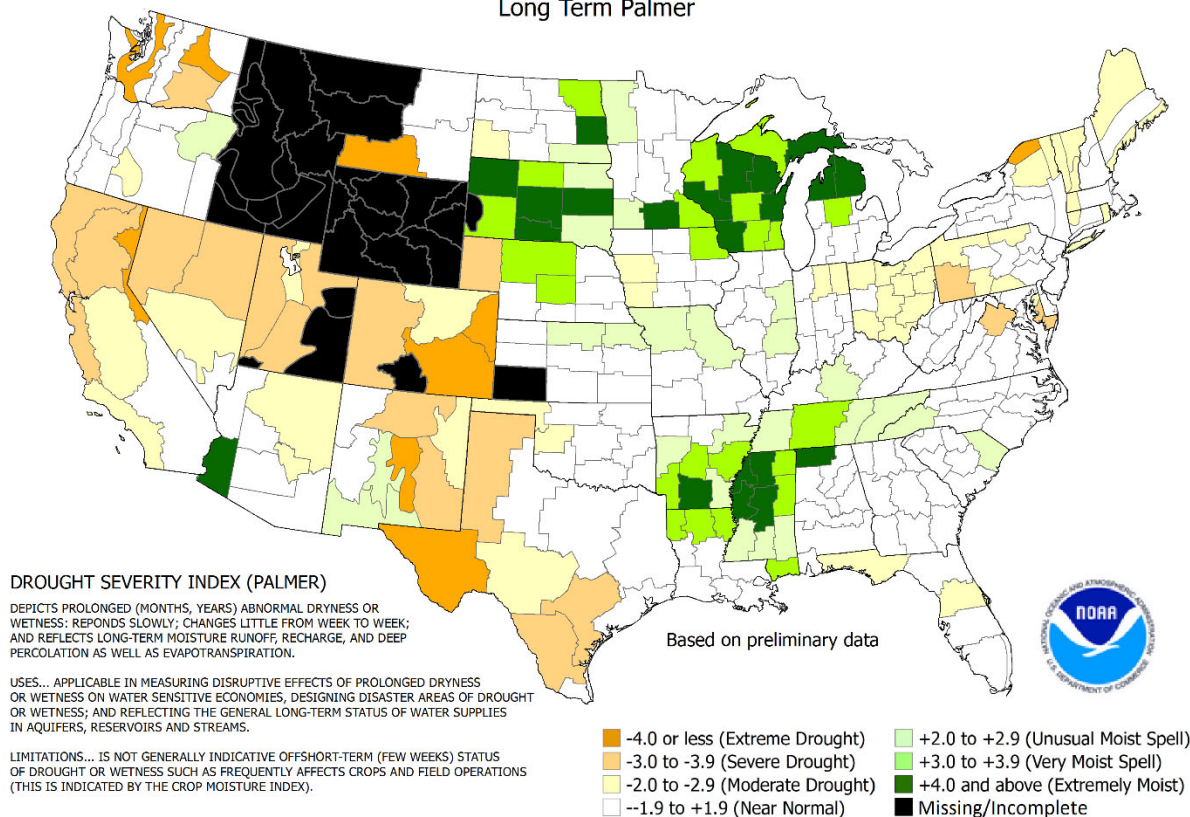 Long Term Palmer
DROUGHT SEVERITY INDEX (PALMER)
DEPICTS PROLONGED (MONTHS, YEARS) ABNORMAL DRYNESS OR
WETNESS: REPONDS SLOWLY; CHANGES LITTLE FROM WEEK TO WEEK;
AND REFLECTS LONG-TERM MOISTURE RUNOFF, RECHARGE, AND DEEP
PERCOLATION AS WELL AS EVAPOTRANSPIRATION.
USES... APPLICABLE IN MEASURING DISRUPTIVE EFFECTS OF PROLONGED DRYNESS
OR WETNESS ON WATER SENSITIVE ECONOMIES, DESIGNING DISASTER AREAS OF DROUGHT
OR WETNESS; AND REFLECTING THE GENERAL LONG-TERM STATUS OF WATER SUPPLIES
IN AQUIFERS, RESERVOIRS AND STREAMS.
LIMITATIONS... IS NOT GENERALLY INDICATIVE OFFSHORT-TERM (FEW WEEKS) STATUS
OF DROUGHT OR WETNESS SUCH AS FREQUENTLY AFFECTS CROPS AND FIELD OPERATIONS
(THIS IS INDICATED BY THE CROP MOISTURE INDEX).
Based on preliminary data
NATIONAL OCEANIC AND ATMOSPHERIC ADMINISTRATION
NOAA
U.S. DEPARTMENT OF COMMERCE
-4.0 or less (Extreme Drought)
-3.0 to -3.9 (Severe Drought)
-2.0 to -2.9 (Moderate Drought)
--1.9 to +1.9 (Near Normal)
+2.0 to +2.9 (Unusual Moist Spell)
+3.0 to +3.9 (Very Moist Spell)
+4.0 and above (Extremely Moist)
Missing/Incomplete